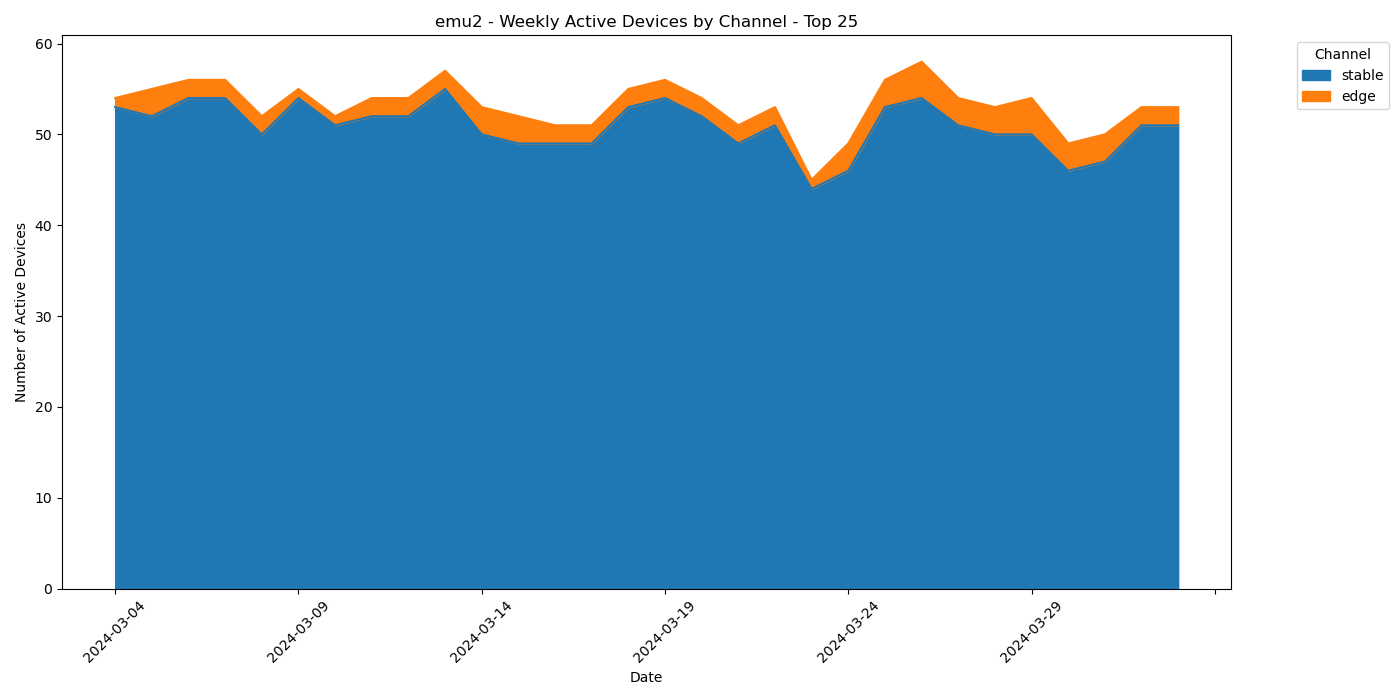 emu2 - Weekly Active Devices by Channel - Top 25
Channel
stable
edge
Number of Active Devices
60
50
40
30
20
10
0
2024-03-04
2024-03-09
2024-03-14
2024-03-19
2024-03-24
2024-03-29
Date